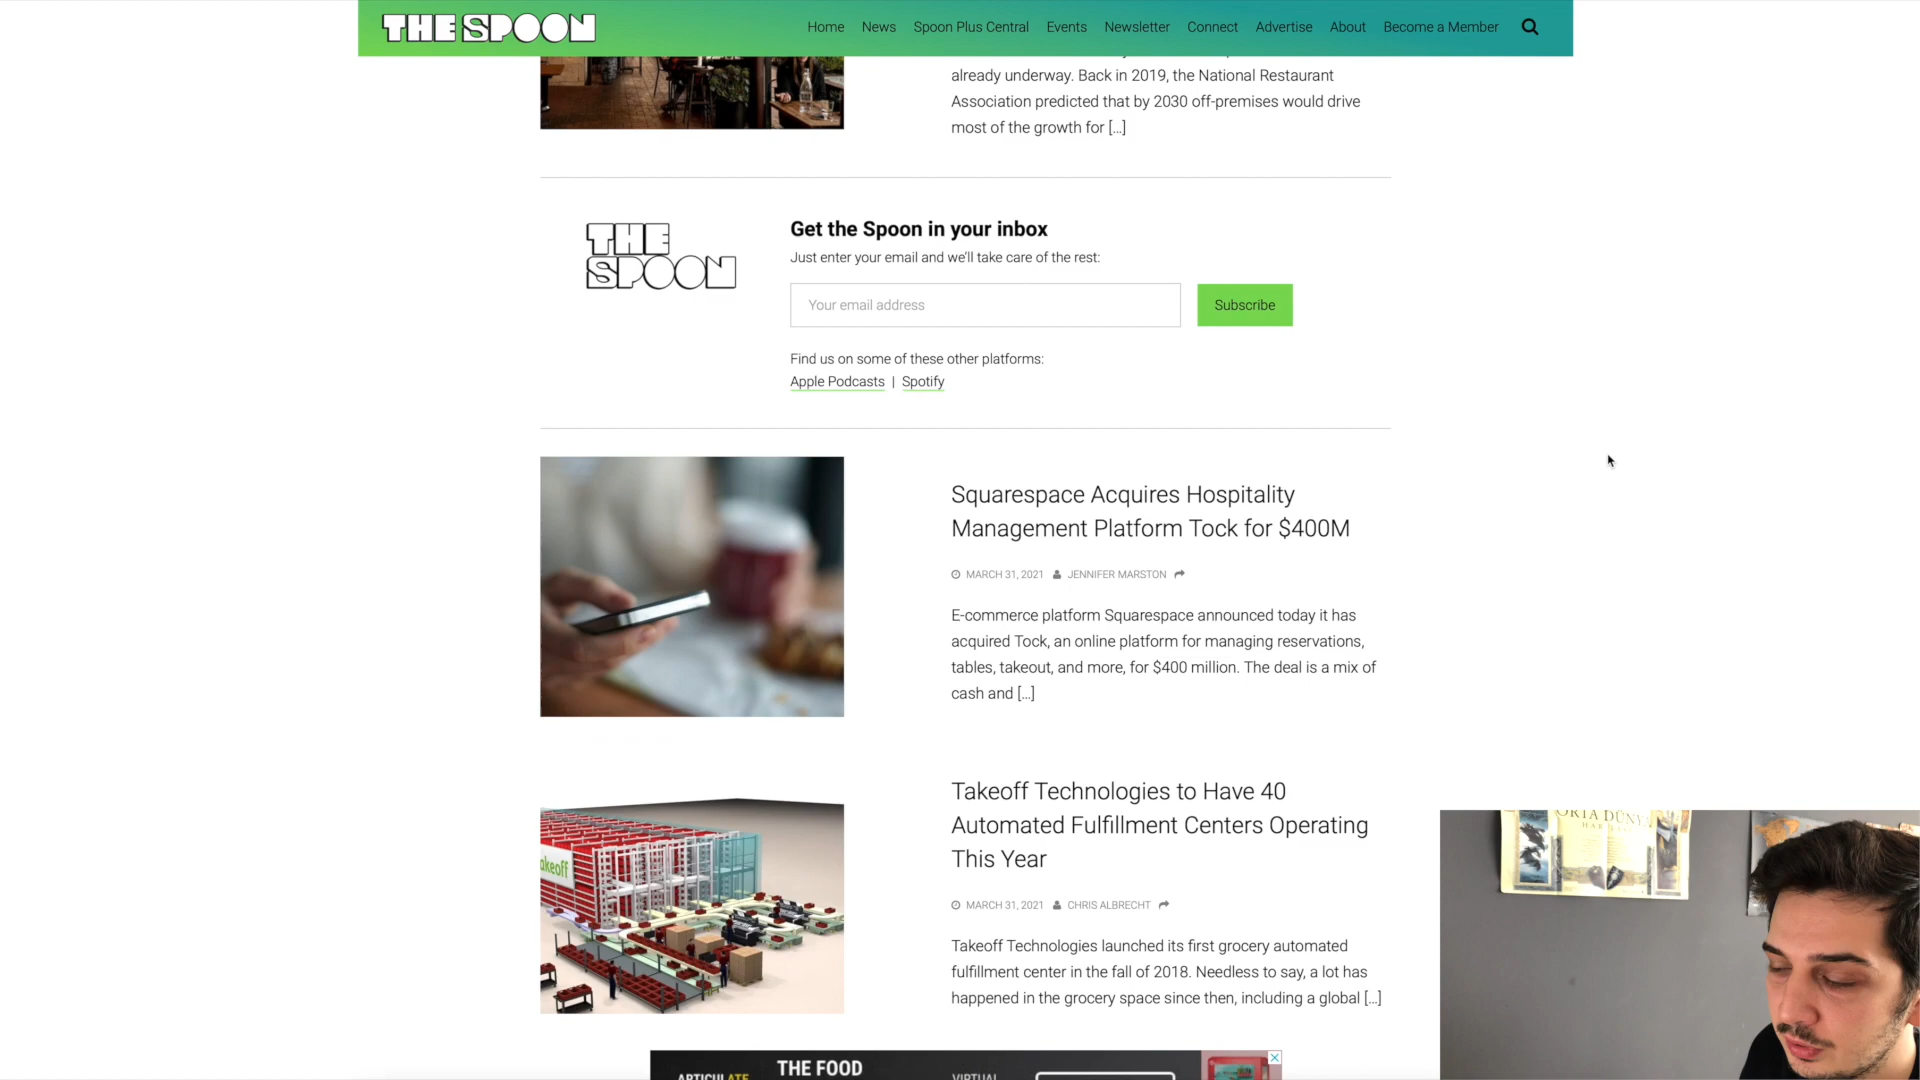 THE SPOON
Home News Spoon Plus Central Events Newsletter Connect Advertise About Become a Member
already underway. Back in 2019, the National Restaurant
Association predicted that by 2030 off-premises would drive
most of the growth for [...]
THE
SPOON
Get the Spoon in your inbox
Just enter your email and we'll take care of the rest:
Your email address
Subscribe
Find us on some of these other platforms:
Apple Podcasts | Spotify
Squarespace Acquires Hospitality
Management Platform Tock for $400M
MARCH 31, 2021 JENNIFER MARSTON
E-commerce platform Squarespace announced today it has
acquired Tock, an online platform for managing reservations,
tables, takeout, and more, for $400 million. The deal is a mix of
cash and [...]
Takeoff Technologies to Have 40
Automated Fulfillment Centers Operating
This Year
akeoff
MARCH 31, 2021 CHRIS ALBRECHT
Takeoff Technologies launched its first grocery automated
fulfillment center in the fall of 2018. Needless to say, a lot has
happened in the grocery space since then, including a global [...]
ORTA DÜNYA
THE FOOD
ARTICULATE
VIRTUAL